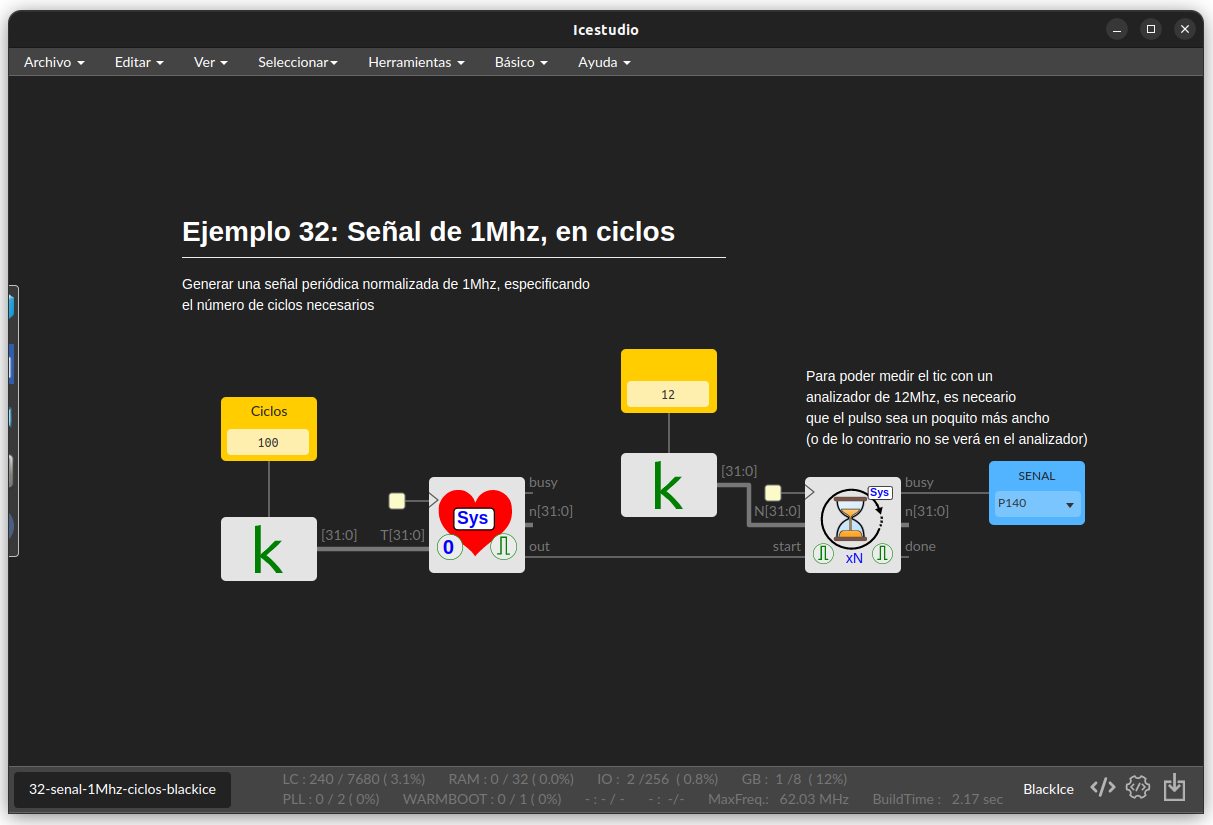 Icestudio
Archivo
Editar
Ver
Seleccionar
Herramientas
Básico
Ayuda
Ejemplo 32: Señal de 1Mhz, en ciclos
Generar una señal periódica normalizada de 1Mhz, especificando
el número de ciclos necesarios
Para poder medir el tic con un
analizador de 12Mhz, es neceario
que el pulso sea un poquito más ancho
(o de lo contrario no se verá en el analizador)
12
Ciclos
100
k
[31:0]
k
[31:0]
T[31:0]
Sys
0
busy
n[31:0]
out
N[31:0]
start
Sys
xN
busy
n[31:0]
done
SENAL
P140
32-senal-1Mhz-ciclos-blackice
LC : 240 / 7680 ( 3.1%) RAM : 0 / 32 ( 0.0%) IO : 2 /256 ( 0.8%) GB : 1 /8 ( 12%)
PLL : 0 / 2 ( 0%) WARMBOOT : 0 / 1 ( 0%) - : - / - - : -/- MaxFreq.: 62.03 MHz BuildTime : 2.17 sec
BlackIce